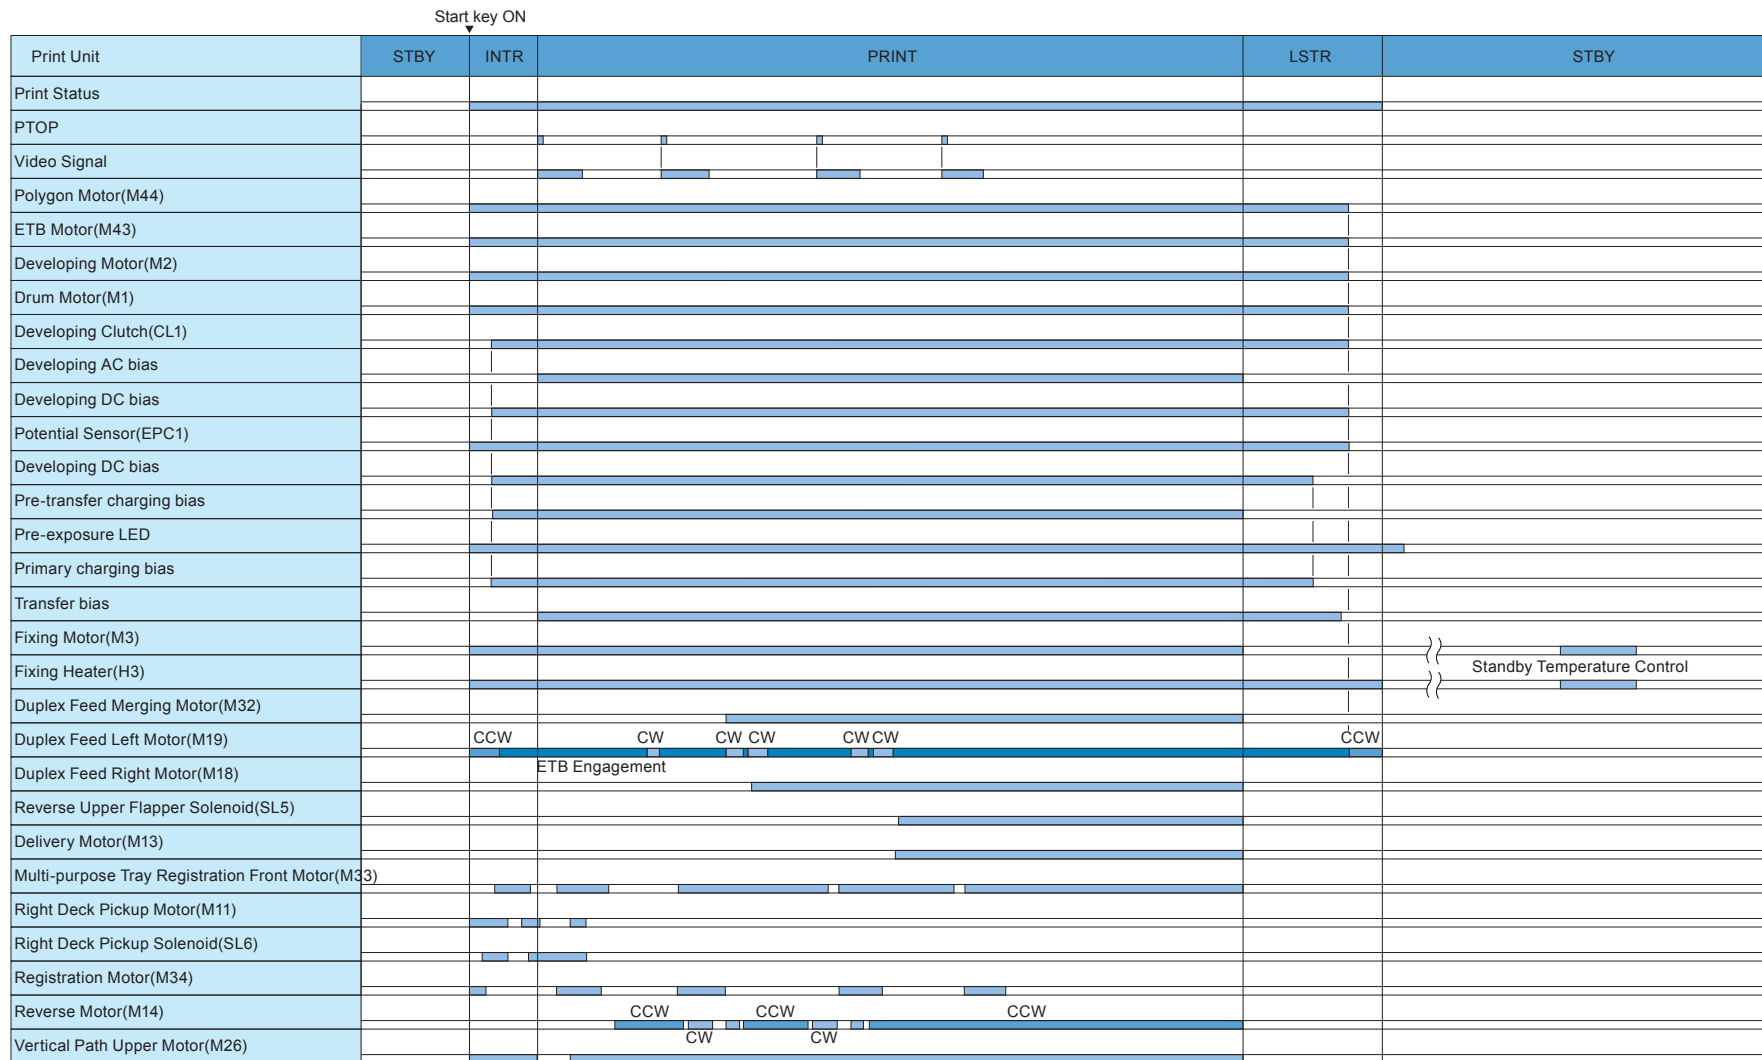 Start key ON
Print Unit STBY INTR PRINT LSTR STBY
Print Status
PTOP
Video Signal
Polygon Motor(M44)
ETB Motor(M43)
Developing Motor(M2)
Drum Motor(M1)
Developing Clutch(CL1)
Developing AC bias
Developing DC bias
Potential Sensor(EPC1)
Developing DC bias
Pre-transfer charging bias
Pre-exposure LED
Primary charging bias
Transfer bias
Fixing Motor(M3)
Fixing Heater(H3) Standby Temperature Control
Duplex Feed Merging Motor(M32)
Duplex Feed Left Motor(M19) CCW CW CW CW CW CW CCW
ETB Engagement
Duplex Feed Right Motor(M18)
Reverse Upper Flapper Solenoid(SL5)
Delivery Motor(M13)
Multi-purpose Tray Registration Front Motor(M33)
Right Deck Pickup Motor(M11)
Right Deck Pickup Solenoid(SL6)
Registration Motor(M34)
Reverse Motor(M14) CCW CCW CCW
CW CW
Vertical Path Upper Motor(M26)